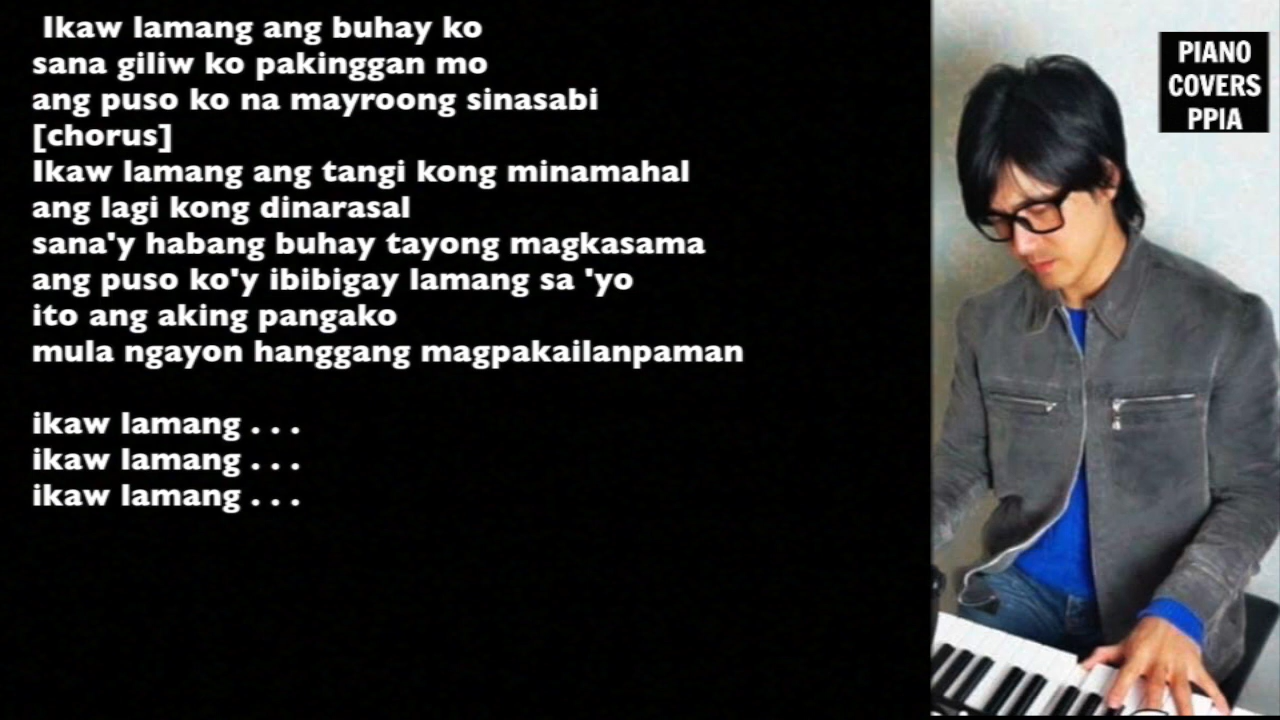 Ikaw lamang ang buhay ko
sana giliw ko pakinggan mo
ang puso ko na mayroong sinasabi
[chorus]
Ikaw lamang ang tangi kong minamahal
ang lagi kong dinarasal
sana'y habang buhay tayong magkasama
ang puso ko'y ibibigay lamang sa 'yo
ito ang aking pangako
mula ngayon hanggang magpakailanpaman
ikaw lamang . . .
ikaw lamang . . .
ikaw lamang . . .
PIANO
COVERS
PPIA